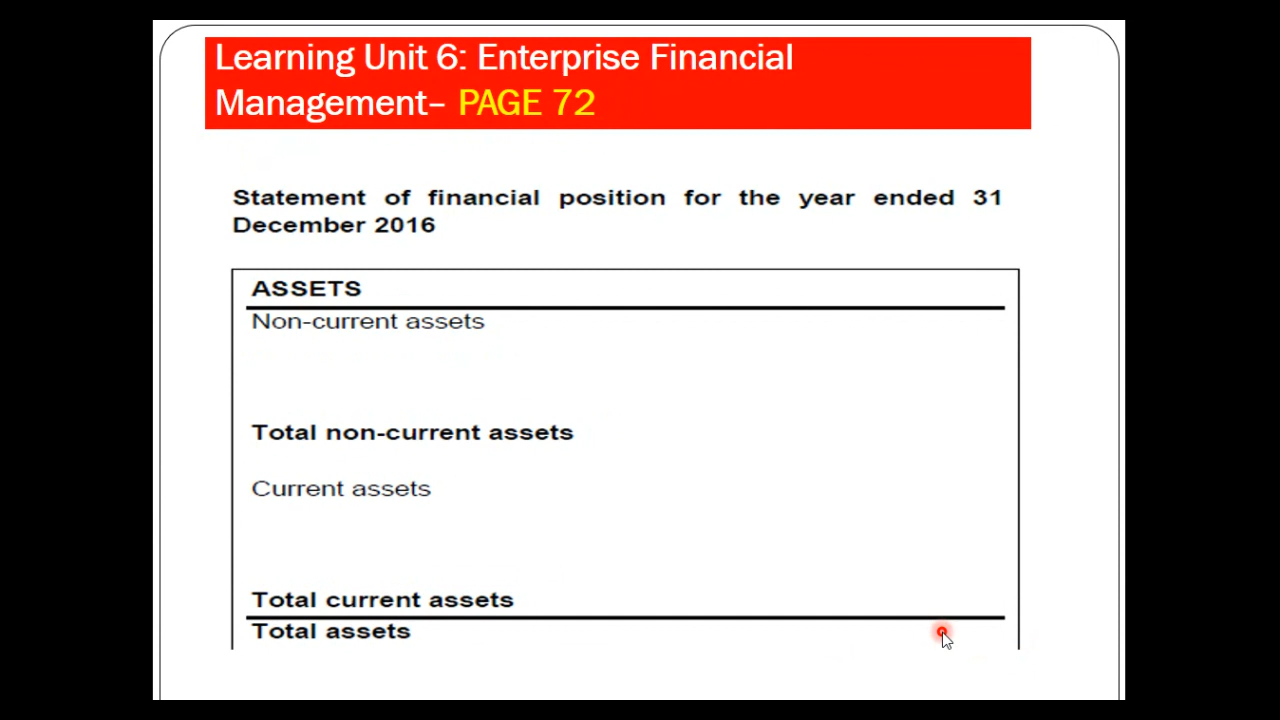 Learning Unit 6: Enterprise Financial
Management– PAGE 72
Statement of financial position for the year ended 31
December 2016
ASSETS
Non-current assets
Total non-current assets
Current assets
Total current assets
Total assets